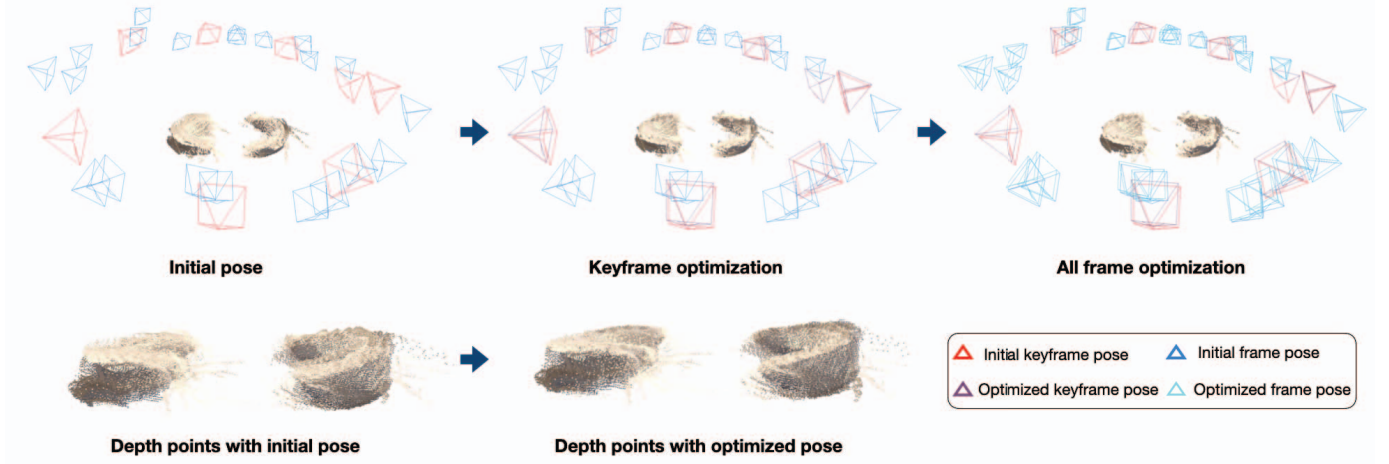 Initial pose
Keyframe optimization
All frame optimization
Initial keyframe pose
Initial frame pose
Optimized keyframe pose
Optimized frame pose
Depth points with initial pose
Depth points with optimized pose